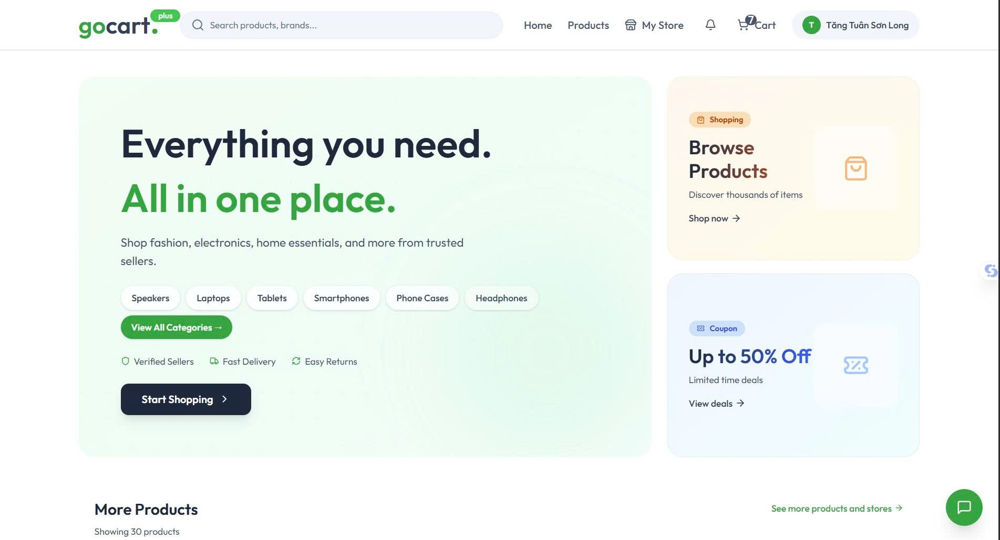 gocart.
plus
Search products, brands...
Home
Products
My Store
7
Cart
T
Tăng Tuân Sơn Long
Everything you need.
All in one place.
Shop fashion, electronics, home essentials, and more from trusted
sellers.
Speakers
Laptops
Tablets
Smartphones
Phone Cases
Headphones
View All Categories →
Verified Sellers
Fast Delivery
Easy Returns
Start Shopping
Shopping
Browse
Products
Discover thousands of items
Shop now →
Coupon
Up to 50% Off
Limited time deals
View deals →
More Products
Showing 30 products
See more products and stores →